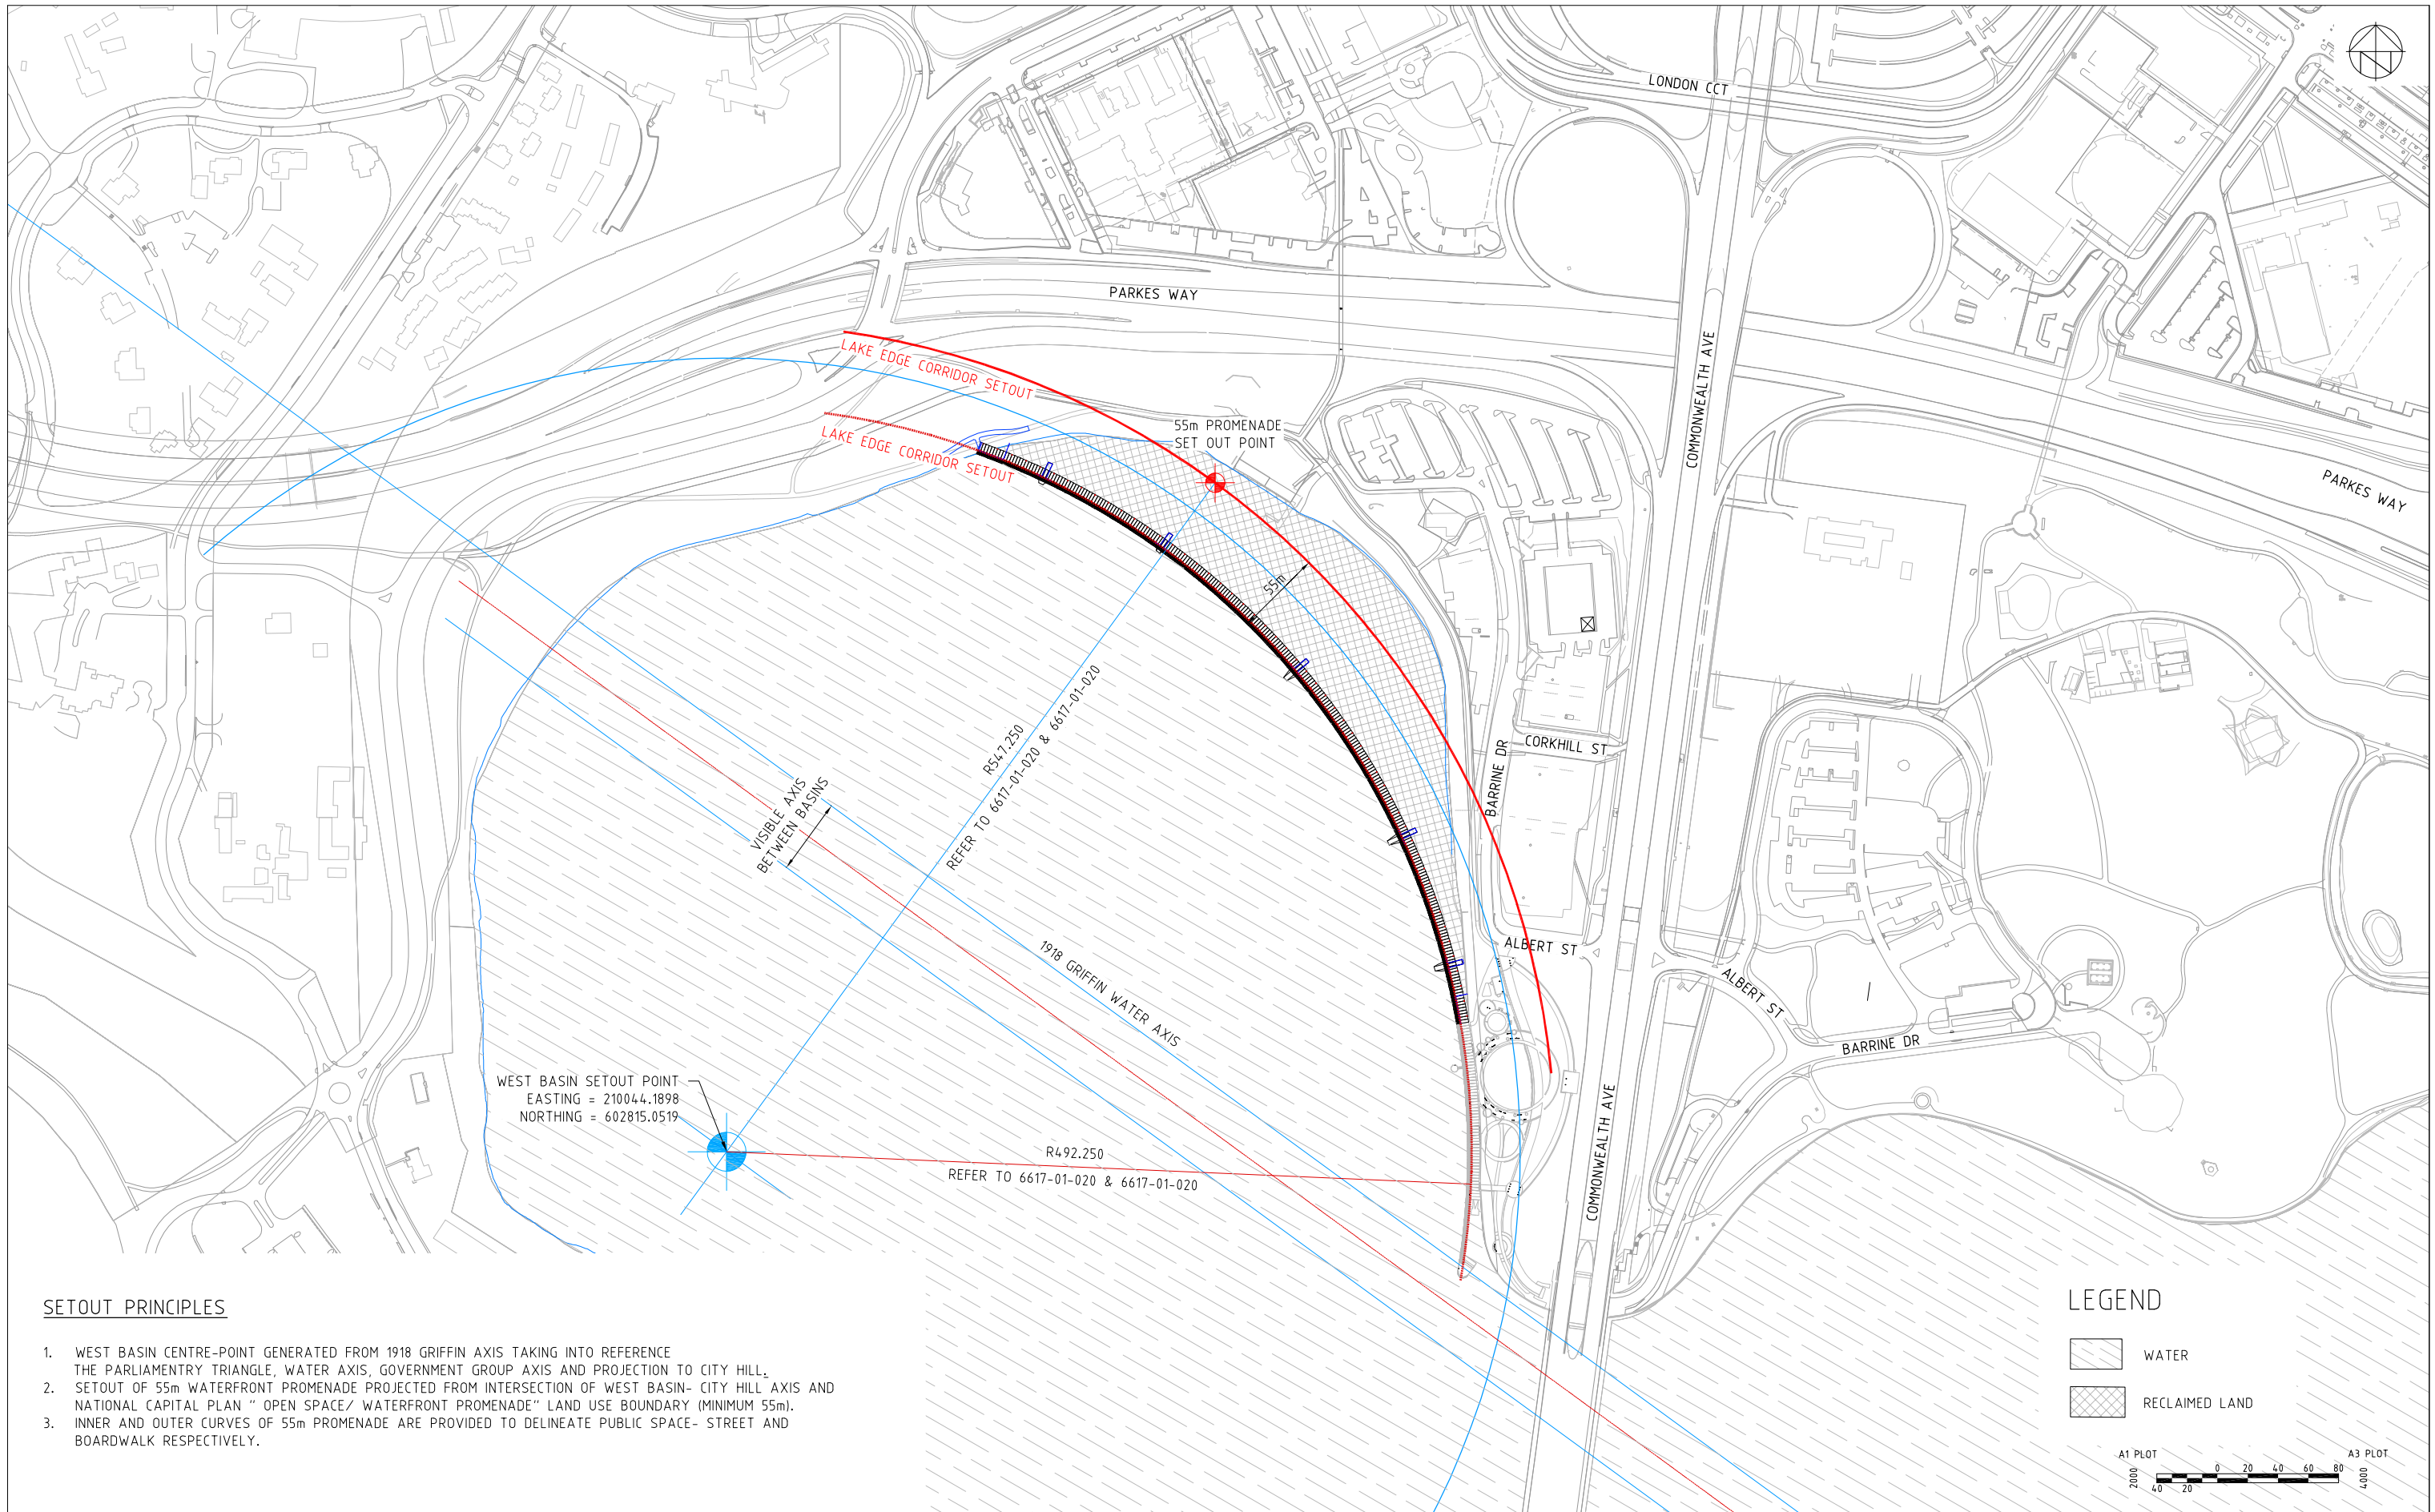 N
LONDON CCT
PARKES WAY
COMMONWEALTH AVE
LAKE EDGE CORRIDOR SETOUT
LAKE EDGE CORRIDOR SETOUT
55m PROMENADE
SET OUT POINT
PARKES WAY
55m
R547.250
REFER TO 6617-01-020 & 6617-01-020
VISIBLE AXIS
BETWEEN BASINS
CORKHILL ST
BARRINE DR
1918 GRIFFIN WATER AXIS
ALBERT ST
ALBERT ST
BARRINE DR
COMMONWEALTH AVE
WEST BASIN SETOUT POINT
EASTING = 210044.1898
NORTHING = 602815.0519
R492.250
REFER TO 6617-01-020 & 6617-01-020
SETOUT PRINCIPLES
1. WEST BASIN CENTRE-POINT GENERATED FROM 1918 GRIFFIN AXIS TAKING INTO REFERENCE
THE PARLIAMENTRY TRIANGLE, WATER AXIS, GOVERNMENT GROUP AXIS AND PROJECTION TO CITY HILL.
2. SETOUT OF 55m WATERFRONT PROMENADE PROJECTED FROM INTERSECTION OF WEST BASIN- CITY HILL AXIS AND
NATIONAL CAPITAL PLAN " OPEN SPACE/ WATERFRONT PROMENADE" LAND USE BOUNDARY (MINIMUM 55m).
3. INNER AND OUTER CURVES OF 55m PROMENADE ARE PROVIDED TO DELINEATE PUBLIC SPACE- STREET AND
BOARDWALK RESPECTIVELY.
LEGEND
WATER
RECLAIMED LAND
A1 PLOT
A3 PLOT
2000
0 20 40 60 80
40 20
4000